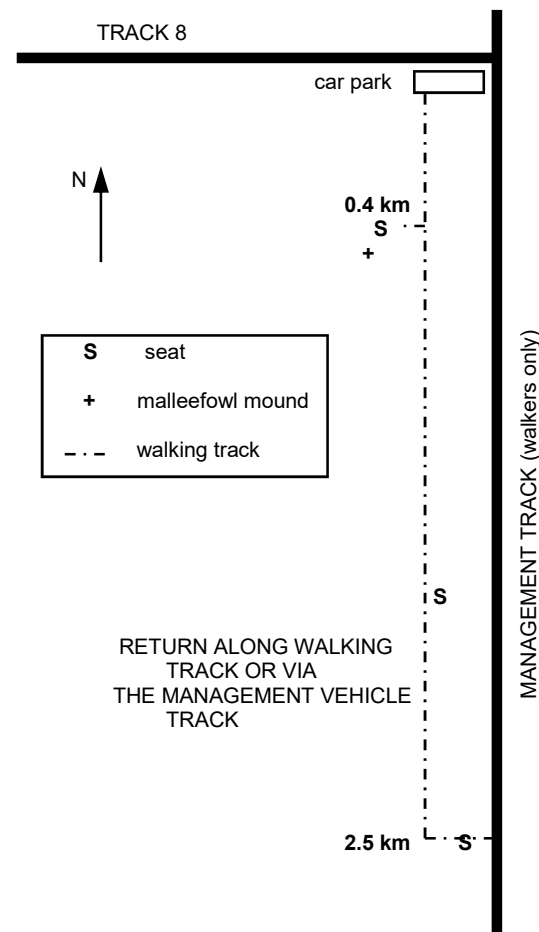 TRACK 8
car park
N
0.4 km
S
+
S seat
+ malleefowl mound
walking track
MANAGEMENT TRACK (walkers only)
S
RETURN ALONG WALKING
TRACK OR VIA
THE MANAGEMENT VEHICLE
TRACK
2.5 km
S